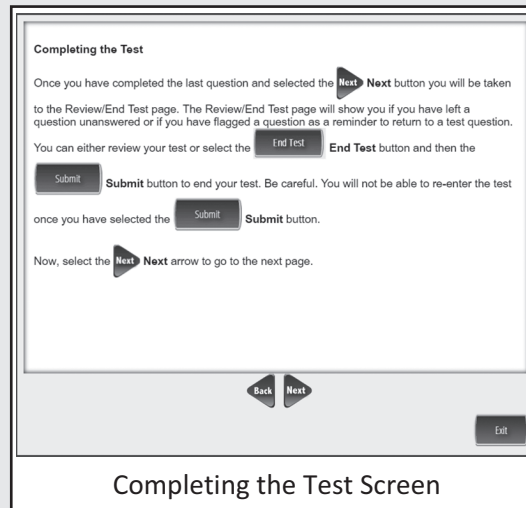 Completing the Test
Once you have completed the last question and selected the Next Next button you will be taken
to the Review/End Test page. The Review/End Test page will show you if you have left a
question unanswered or if you have flagged a question as a reminder to return to a test question.
You can either review your test or select the End Test End Test button and then the
Submit Submit button to end your test. Be careful. You will not be able to re-enter the test
once you have selected the Submit Submit button.
Now, select the Next Next arrow to go to the next page.
Back Next
Exit
Completing the Test Screen